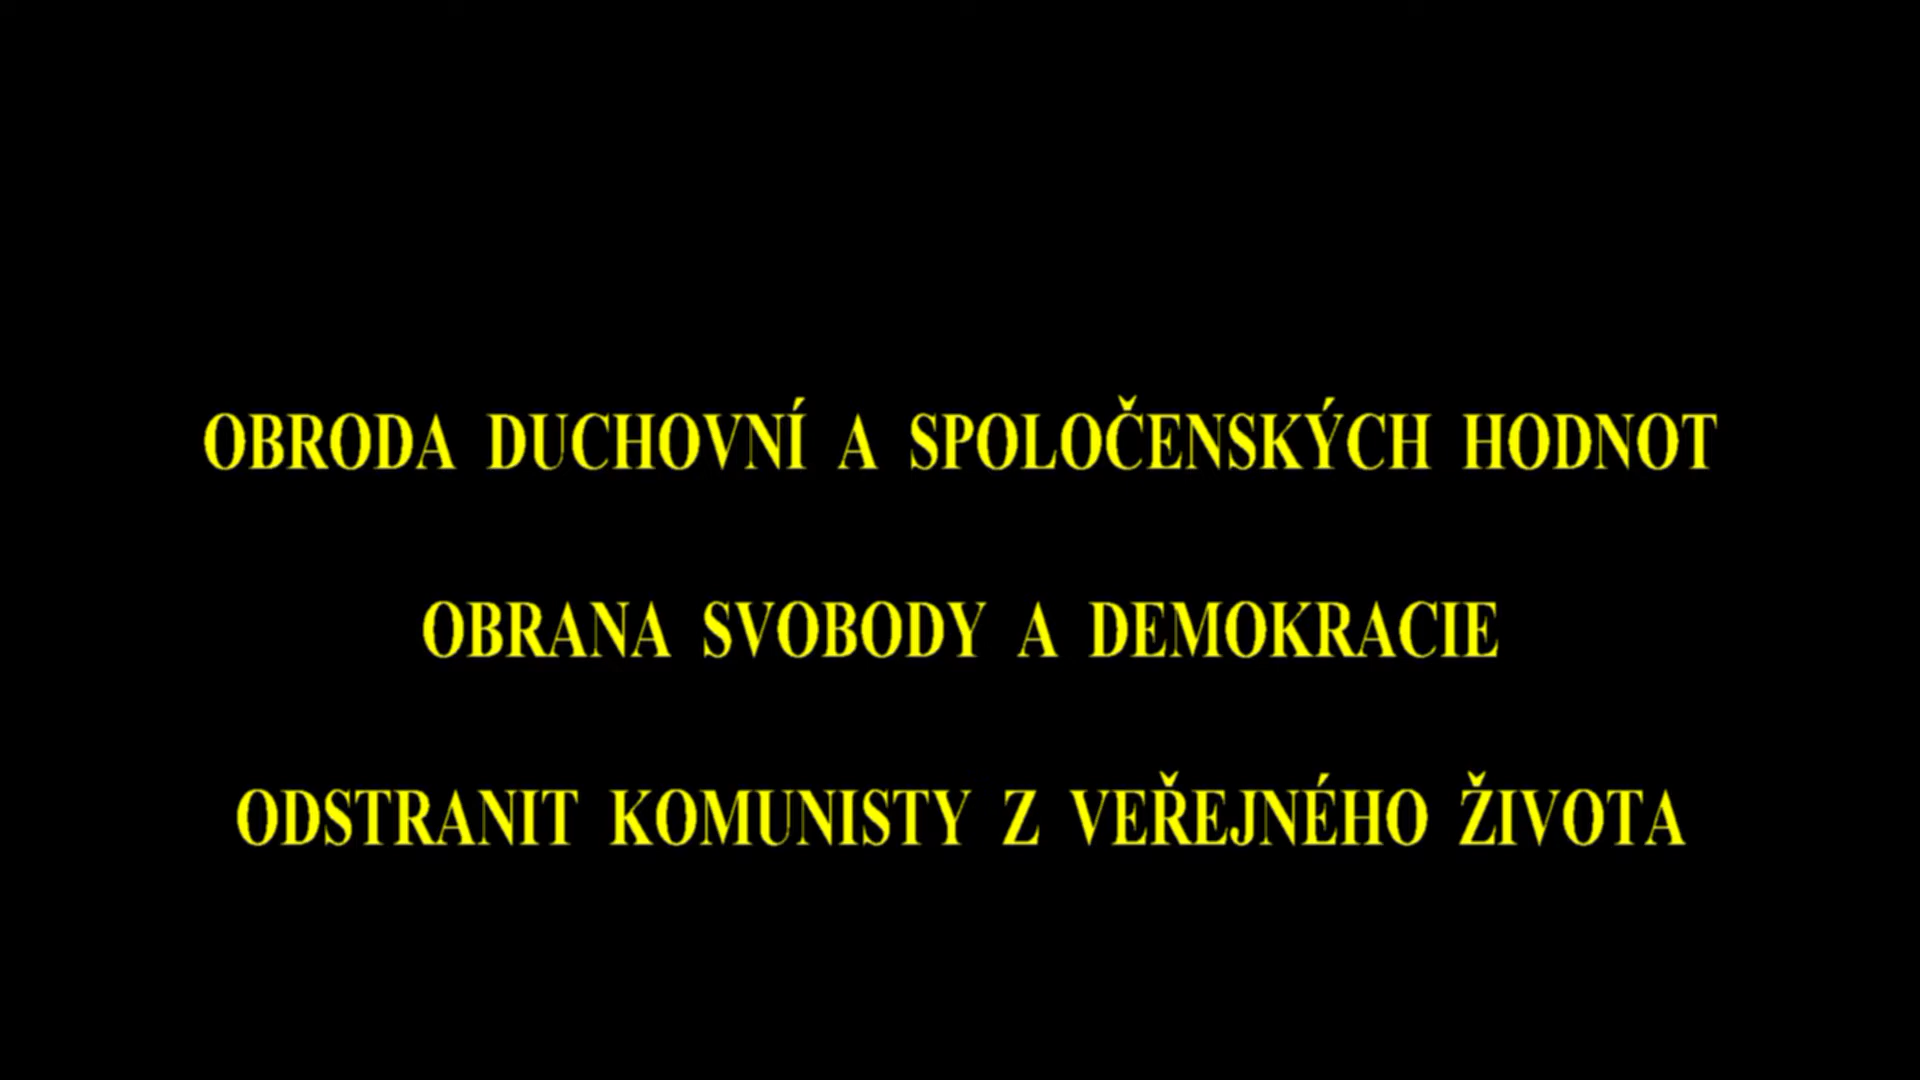 OBRODA DUCHOVNÍ A SPOLOČENSKÝCH HODNOT
OBRANA SVOBODY A DEMOKRACIE
ODSTRANIT KOMUNISTY Z VEŘEJNÉHO ŽIVOTA